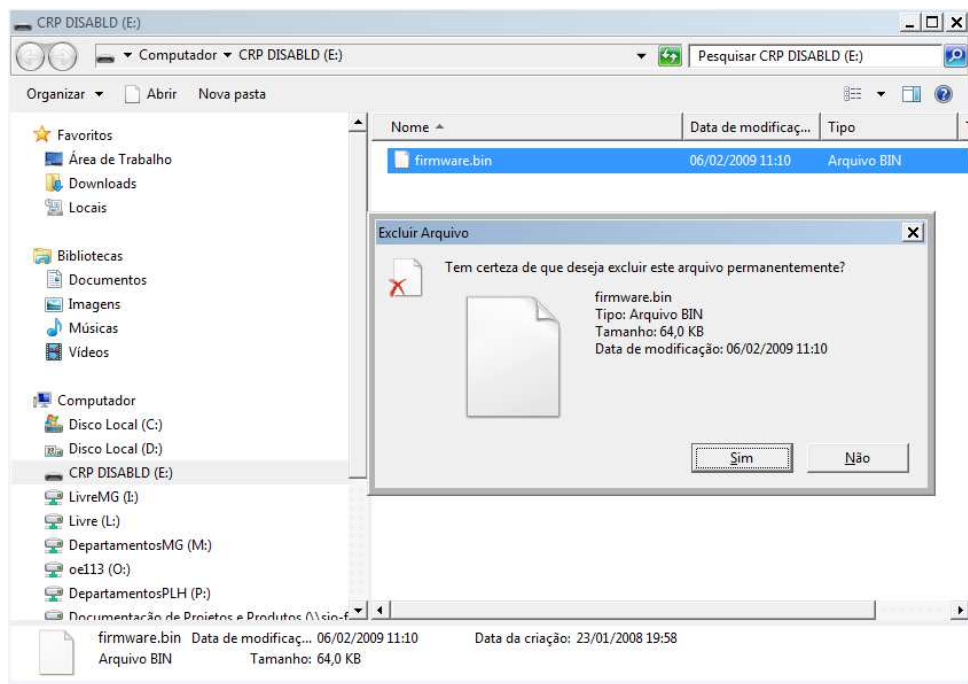 CRP DISABLD (E:)
Computador CRP DISABLD (E:)
Pesquisar CRP DISABLD (E:)
Organizar Abrir Nova pasta
Favoritos
Área de Trabalho
Downloads
Locais
Bibliotecas
Documentos
Imagens
Músicas
Vídeos
Computador
Disco Local (C:)
Disco Local (D:)
CRP DISABLD (E:)
LivreMG (I:)
Livre (L:)
DepartamentosMG (M:)
oe113 (O:)
DepartamentosPLH (P:)
Documentação de Projetos e Produtos (\\sio-f
Nome Data de modificaç... Tipo
firmware.bin 06/02/2009 11:10 Arquivo BIN
Excluir Arquivo
Tem certeza de que deseja excluir este arquivo permanentemente?
firmware.bin
Tipo: Arquivo BIN
Tamanho: 64,0 KB
Data de modificação: 06/02/2009 11:10
Sim Não
firmware.bin Data de modificaç... 06/02/2009 11:10 Data da criação: 23/01/2008 19:58
Arquivo BIN Tamanho: 64,0 KB